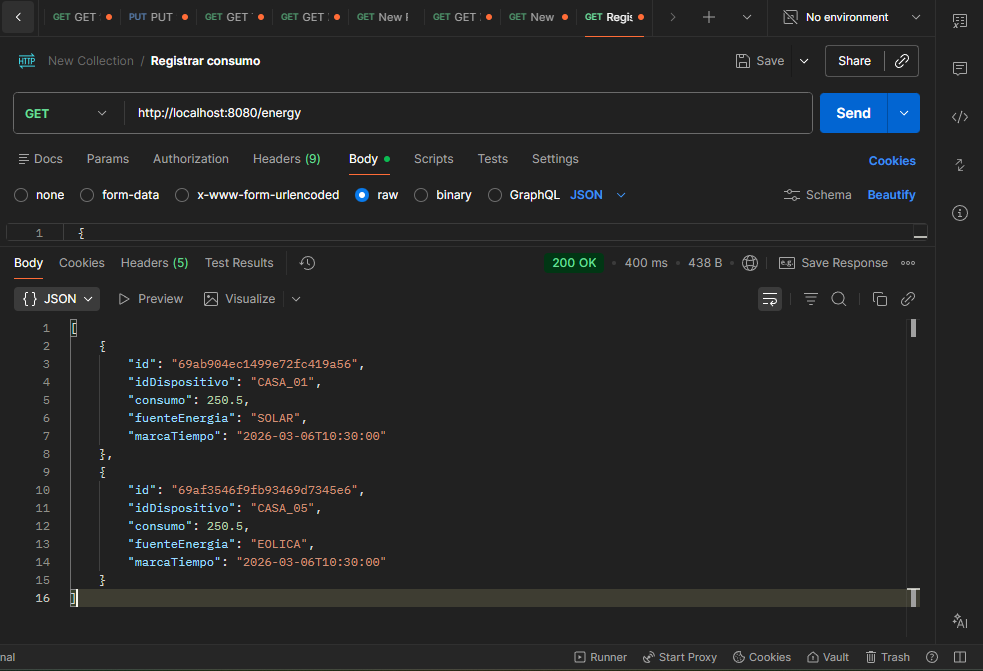 GET GET PUT PUT GET GET GET GET GET New GET GET GET New GET Regis No environment
HTTP New Collection / Registrar consumo Save Share
GET http://localhost:8080/energy Send
Docs Params Authorization Headers (9) Body Scripts Tests Settings Cookies
none form-data x-www-form-urlencoded raw binary GraphQL JSON Schema Beautify
1 {
Body Cookies Headers (5) Test Results 200 OK 400 ms 438 B e.g. Save Response
{} JSON Preview Visualize
1 [
2 {
3 "id": "69ab904ec1499e72fc419a56",
4 "idDispositivo": "CASA_01",
5 "consumo": 250.5,
6 "fuenteEnergia": "SOLAR",
7 "marcaTiempo": "2026-03-06T10:30:00"
8 },
9 {
10 "id": "69af3546f9fb93469d7345e6",
11 "idDispositivo": "CASA_05",
12 "consumo": 250.5,
13 "fuenteEnergia": "EOLICA",
14 "marcaTiempo": "2026-03-06T10:30:00"
15 }
16 ]
AI
nal Runner Start Proxy Cookies Vault Trash